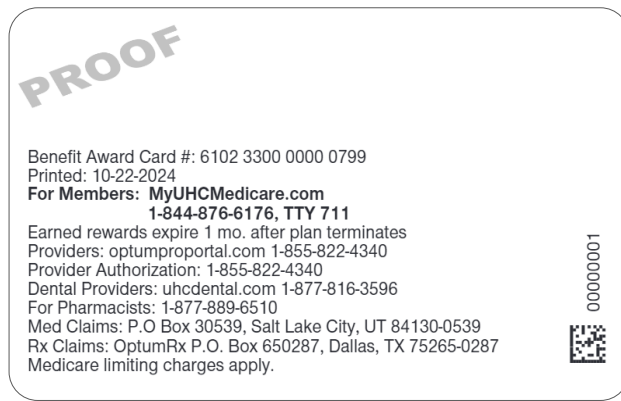 PROOF
Benefit Award Card #: 6102 3300 0000 0799
Printed: 10-22-2024
For Members: MyUHCMedicare.com
1-844-876-6176, TTY 711
Earned rewards expire 1 mo. after plan terminates
Providers: optumproportal.com 1-855-822-4340
Provider Authorization: 1-855-822-4340
Dental Providers: uhcdental.com 1-877-816-3596
For Pharmacists: 1-877-889-6510
Med Claims: P.O Box 30539, Salt Lake City, UT 84130-0539
Rx Claims: OptumRx P.O. Box 650287, Dallas, TX 75265-0287
Medicare limiting charges apply.
00000001